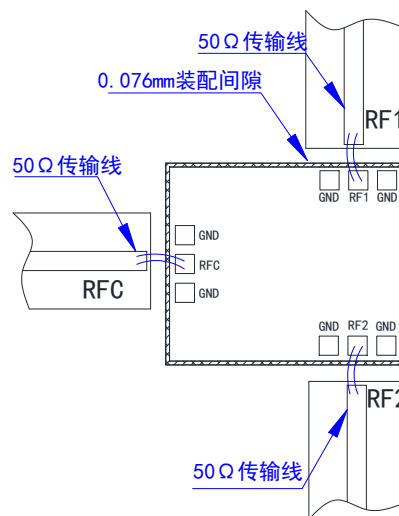 50Ω传输线
0.076mm装配间隙
RF1
GND RF1 GND
50Ω传输线
GND
RFC
GND
RFC
GND RF2 GND
RF2
50Ω传输线